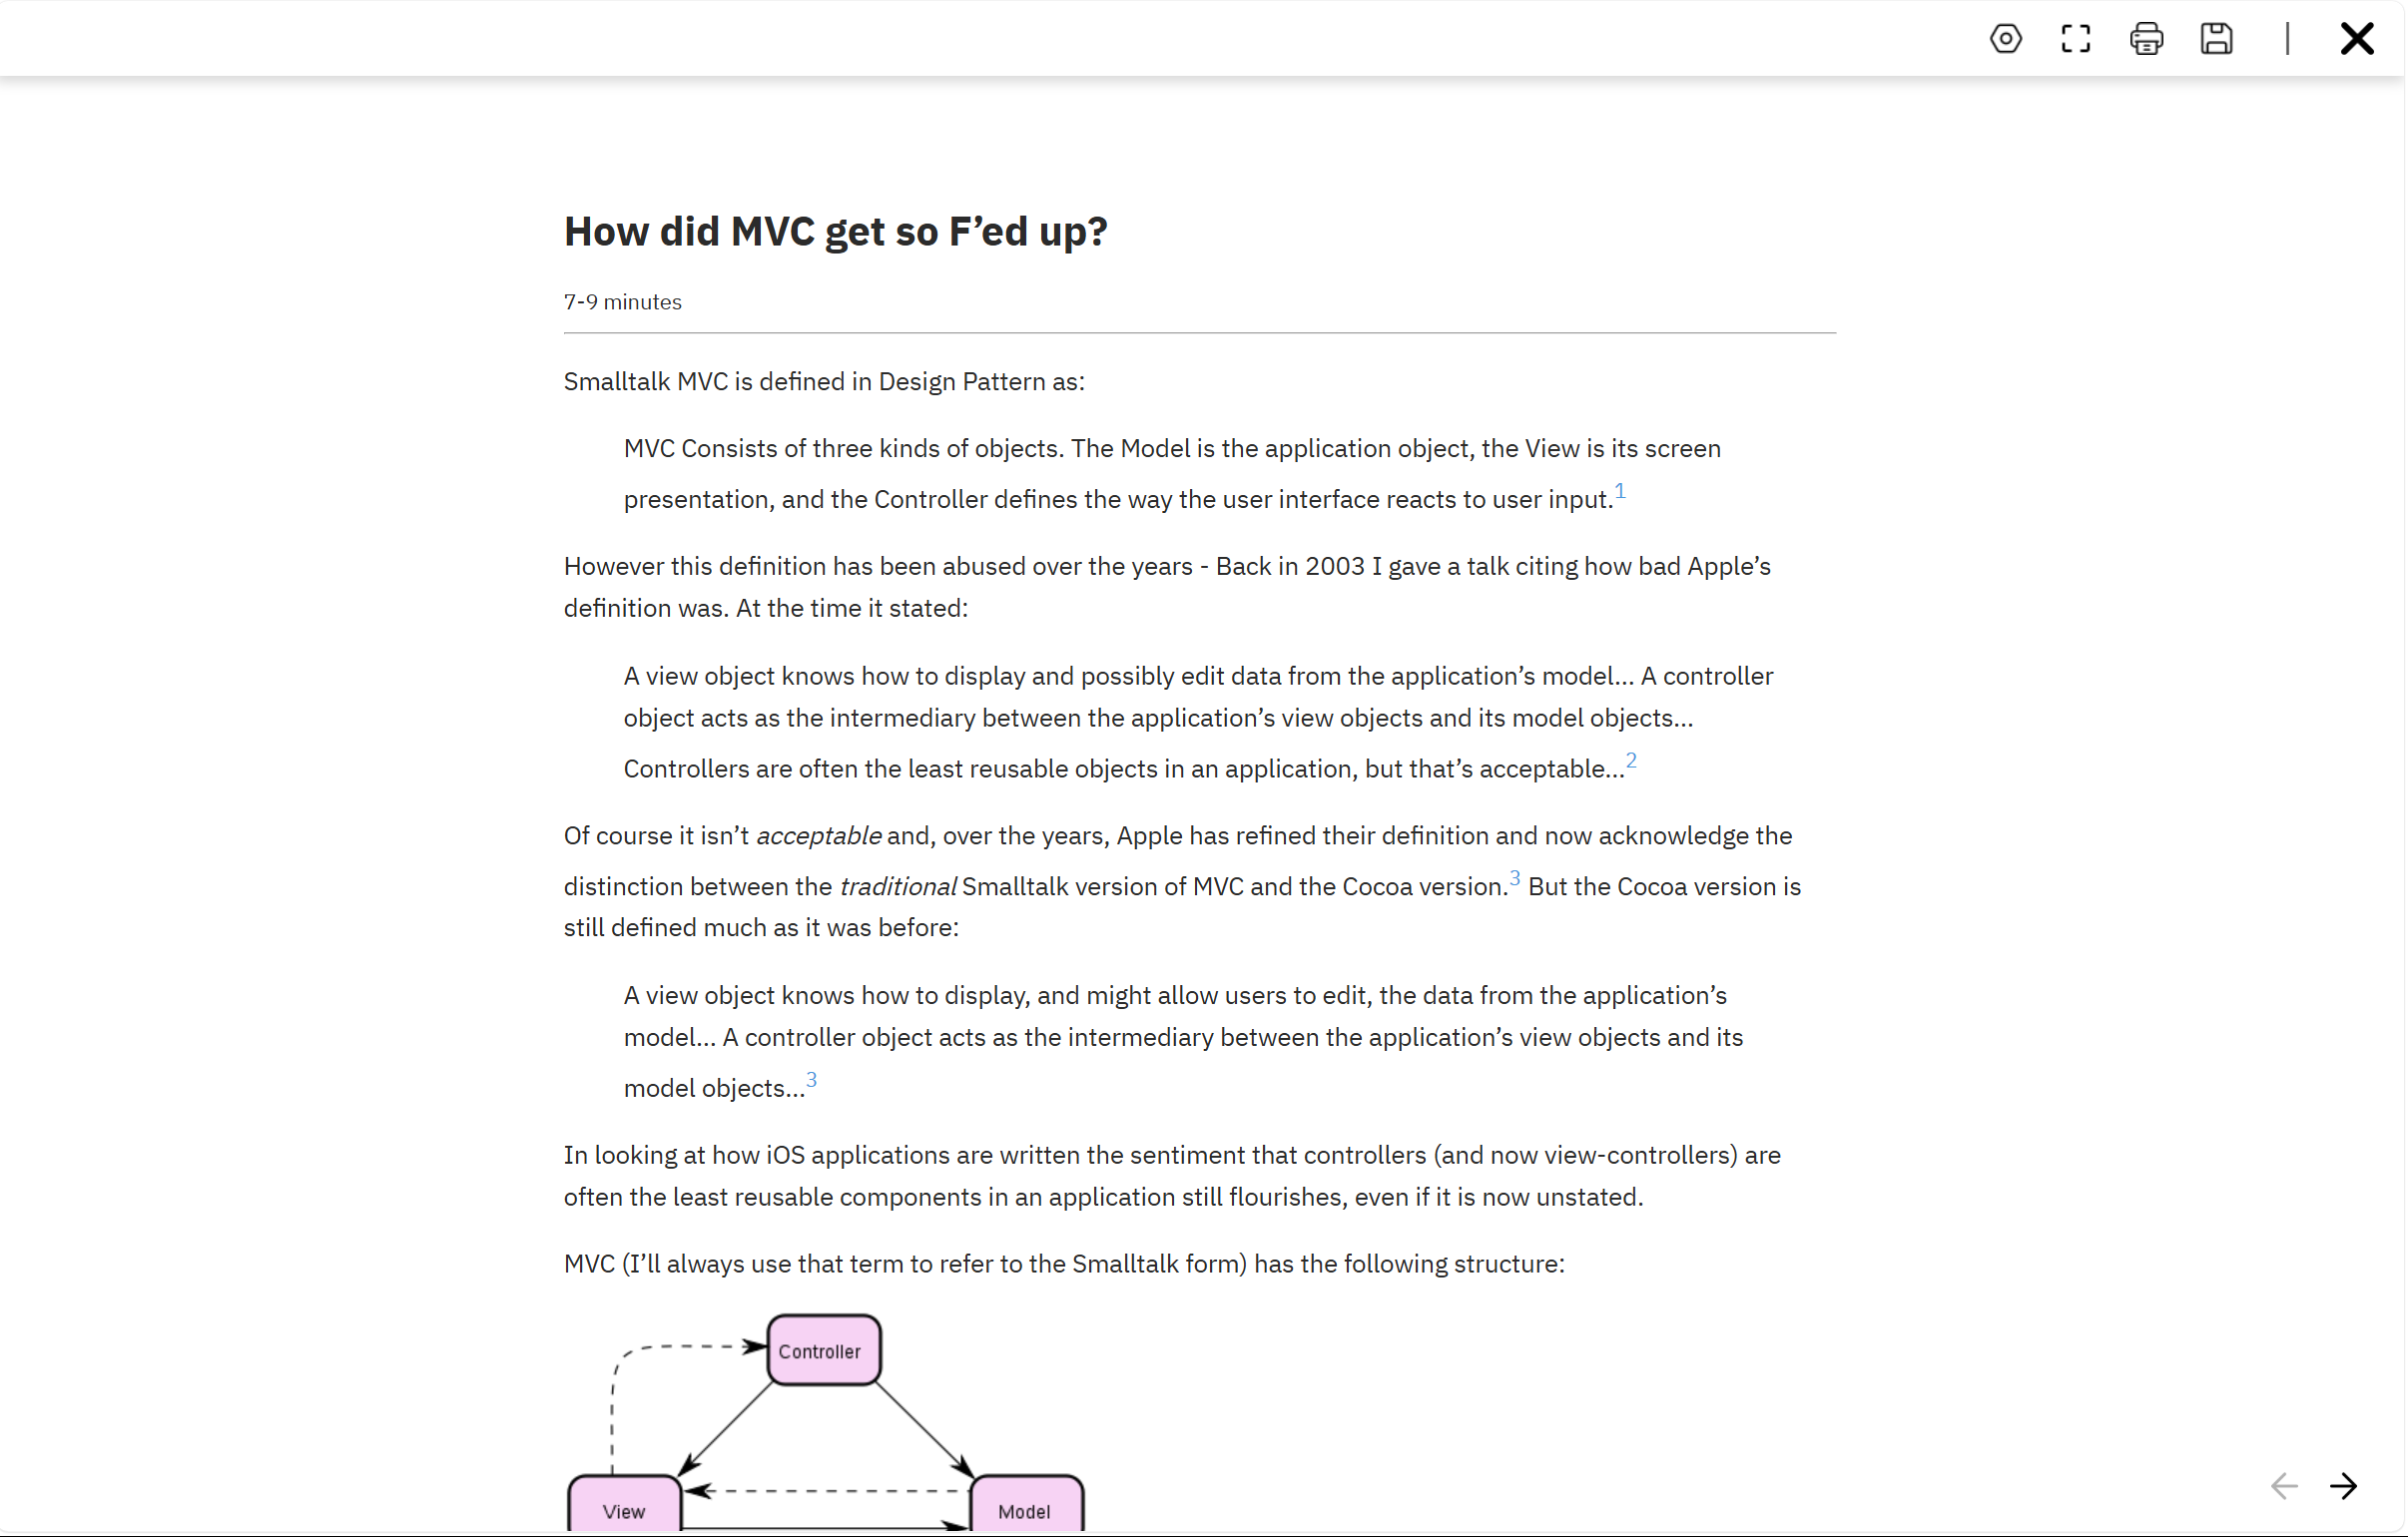 How did MVC get so F’ed up?
7-9 minutes
Smalltalk MVC is defined in Design Pattern as:
MVC Consists of three kinds of objects. The Model is the application object, the View is its screen
presentation, and the Controller defines the way the user interface reacts to user input.1
However this definition has been abused over the years - Back in 2003 I gave a talk citing how bad Apple’s
definition was. At the time it stated:
A view object knows how to display and possibly edit data from the application’s model… A controller
object acts as the intermediary between the application’s view objects and its model objects…
Controllers are often the least reusable objects in an application, but that’s acceptable…2
Of course it isn’t acceptable and, over the years, Apple has refined their definition and now acknowledge the
distinction between the traditional Smalltalk version of MVC and the Cocoa version.3 But the Cocoa version is
still defined much as it was before:
A view object knows how to display, and might allow users to edit, the data from the application’s
model… A controller object acts as the intermediary between the application’s view objects and its
model objects…3
In looking at how iOS applications are written the sentiment that controllers (and now view-controllers) are
often the least reusable components in an application still flourishes, even if it is now unstated.
MVC (I’ll always use that term to refer to the Smalltalk form) has the following structure:
Controller
View
Model